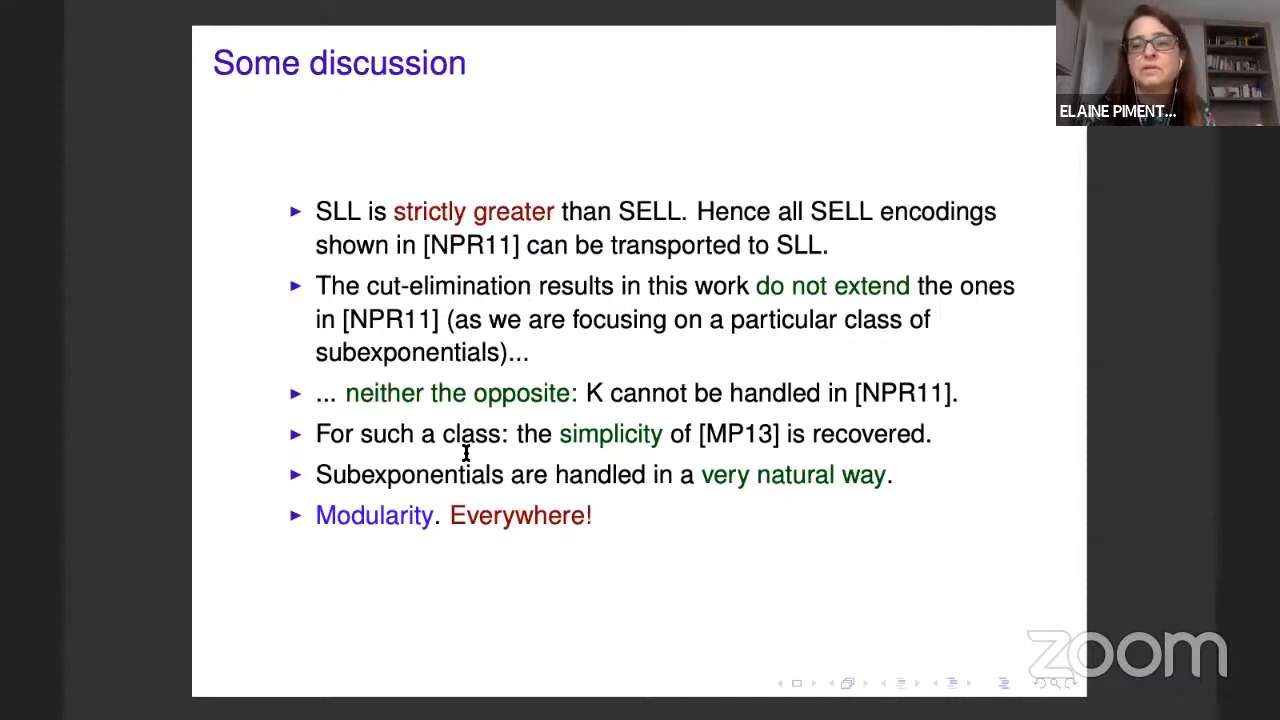 Some discussion
ELAINE PIMENT...
► SLL is strictly greater than SELL. Hence all SELL encodings
shown in [NPR11] can be transported to SLL.
► The cut-elimination results in this work do not extend the ones
in [NPR11] (as we are focusing on a particular class of
subexponentials)...
► ... neither the opposite: K cannot be handled in [NPR11].
► For such a class: the simplicity of [MP13] is recovered.
► Subexponentials are handled in a very natural way.
► Modularity. Everywhere!
zoom